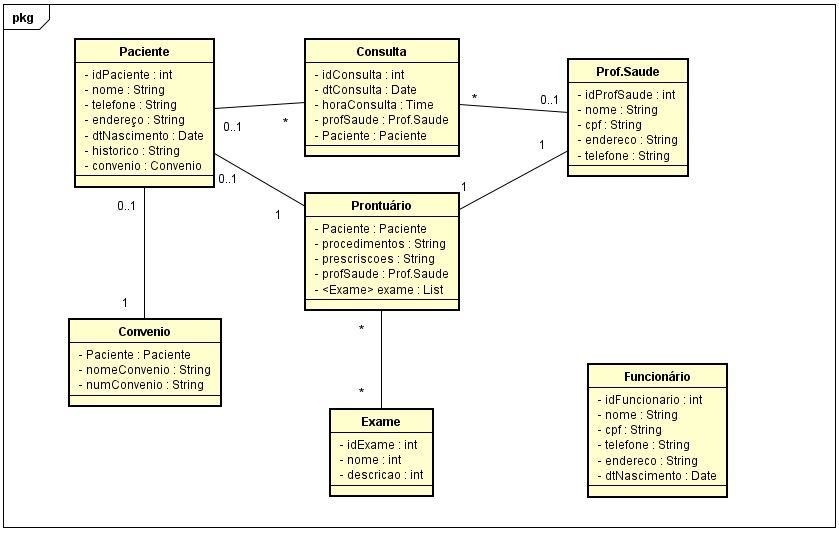 pkg
Paciente
- idPaciente : int
- nome : String
- telefone : String
- endereço : String
- dtNascimento : Date
- historico : String
- convenio : Convenio
Consulta
- idConsulta : int
- dtConsulta : Date
- horaConsulta : Time
- profSaude : Prof.Saude
- Paciente : Paciente
Prof.Saude
- idProfSaude : int
- nome : String
- cpf : String
- endereco : String
- telefone : String
0..1
*
*
0..1
0..1
1
1
1
Prontuário
- Paciente : Paciente
- procedimentos : String
- prescriscoes : String
- profSaude : Prof.Saude
- <Exame> exame : List
0..1
1
Convenio
- Paciente : Paciente
- nomeConvenio : String
- numConvenio : String
*
*
Exame
- idExame : int
- nome : int
- descricao : int
Funcionário
- idFuncionario : int
- nome : String
- cpf : String
- telefone : String
- endereco : String
- dtNascimento : Date